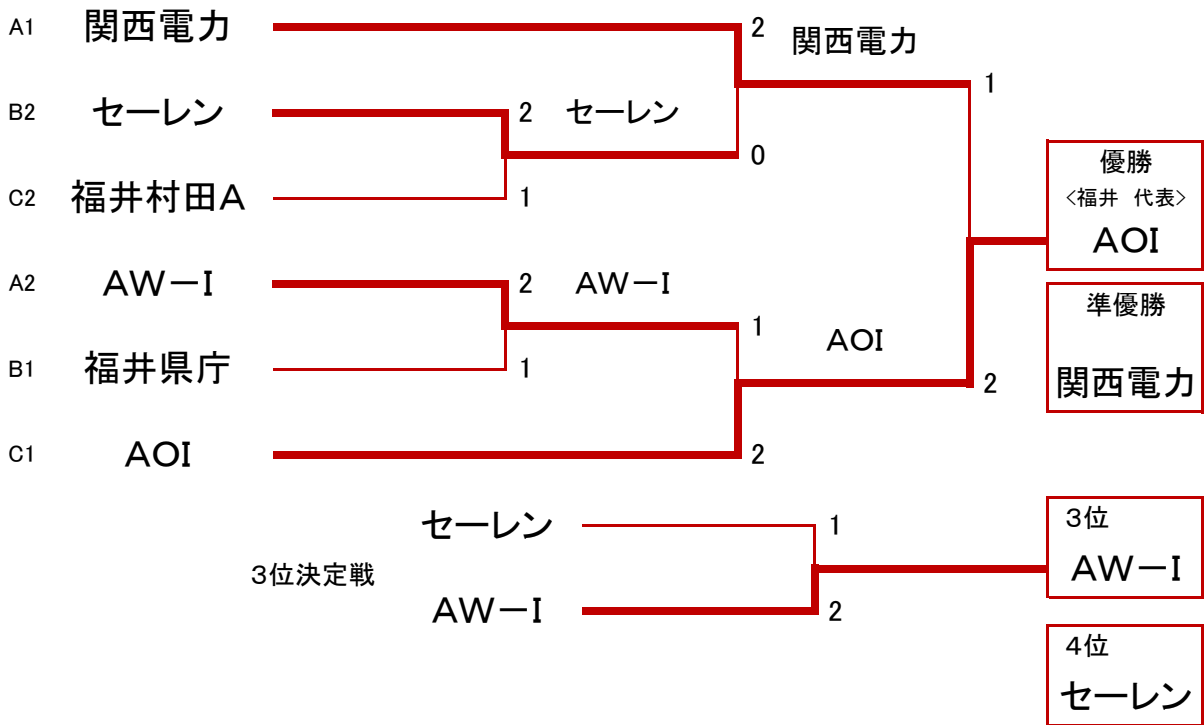 A1 関西電力 2 関西電力
1
B2 セーレン 2 セーレン
0
C2 福井村田A 1
優勝
<福井 代表>
AOI
A2 AW－I 2 AW－I
1
準優勝
関西電力
B1 福井県庁 1
AOI
2
C1 AOI 2
セーレン 1
3位決定戦
AW－I 2
3位
AW－I
4位
セーレン